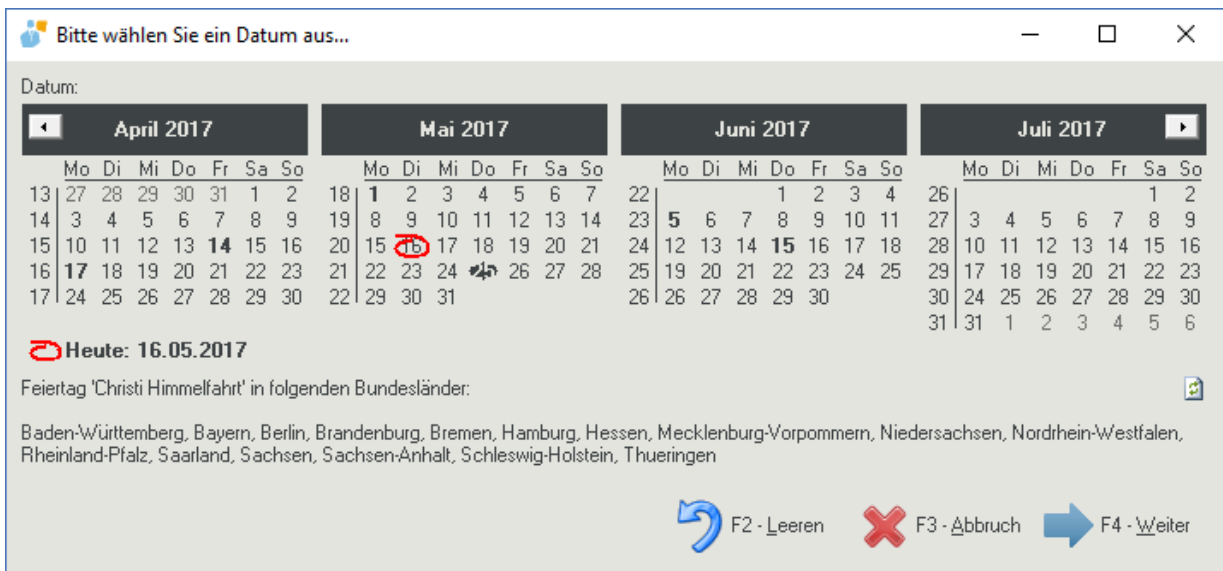 Bitte wählen Sie ein Datum aus...
Datum:
April 2017 Mai 2017 Juni 2017 Juli 2017
Mo Di Mi Do Fr Sa So Mo Di Mi Do Fr Sa So Mo Di Mi Do Fr Sa So Mo Di Mi Do Fr Sa So
13 27 28 29 30 31 1 2 18 1 2 3 4 5 6 7 22 1 2 3 4 26 1 2
14 3 4 5 6 7 8 9 19 8 9 10 11 12 13 14 23 5 6 7 8 9 10 11 27 3 4 5 6 7 8 9
15 10 11 12 13 14 15 16 20 15 16 17 18 19 20 21 24 12 13 14 15 16 17 18 28 10 11 12 13 14 15 16
16 17 18 19 20 21 22 23 21 22 23 24 26 27 28 25 19 20 21 22 23 24 25 29 17 18 19 20 21 22 23
17 24 25 26 27 28 29 30 22 29 30 31 26 26 27 28 29 30 30 24 25 26 27 28 29 30
31 31 1 2 3 4 5 6
Heute: 16.05.2017
Feiertag 'Christi Himmelfahrt' in folgenden Bundesländer:
Baden-Württemberg, Bayern, Berlin, Brandenburg, Bremen, Hamburg, Hessen, Mecklenburg-Vorpommern, Niedersachsen, Nordrhein-Westfalen,
Rheinland-Pfalz, Saarland, Sachsen, Sachsen-Anhalt, Schleswig-Holstein, Thueringen
F2 - Leeren F3 - Abbruch F4 - Weiter